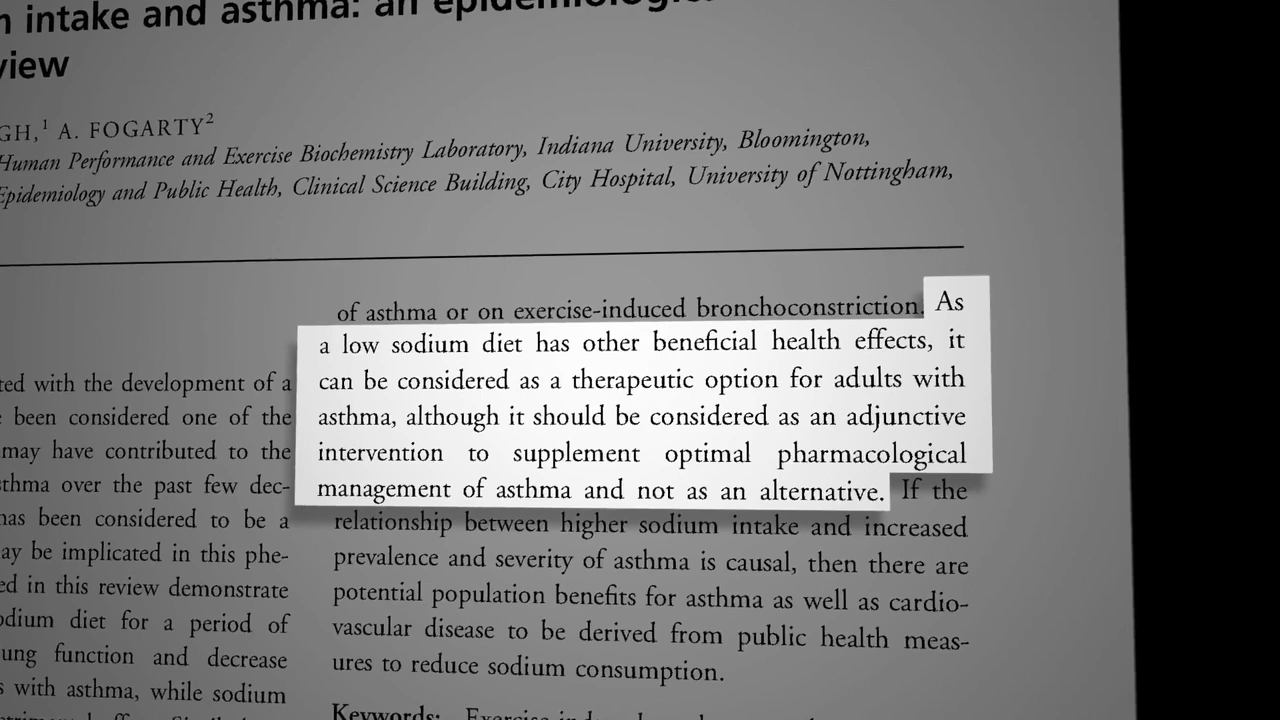 n intake and asthma: an epidemiologic
view
GH,¹ A. FOGARTY²
Human Performance and Exercise Biochemistry Laboratory, Indiana University, Bloomington,
Epidemiology and Public Health, Clinical Science Building, City Hospital, University of Nottingham,
ted with the development of a
been considered one of the
may have contributed to the
sthma over the past few dec-
has been considered to be a
ay be implicated in this phe-
ed in this review demonstrate
odium diet for a period of
ung function and decrease
s with asthma, while sodium
of asthma or on exercise-induced bronchoconstriction. As
a low sodium diet has other beneficial health effects, it
can be considered as a therapeutic option for adults with
asthma, although it should be considered as an adjunctive
intervention to supplement optimal pharmacological
management of asthma and not as an alternative. If the
relationship between higher sodium intake and increased
prevalence and severity of asthma is causal, then there are
potential population benefits for asthma as well as cardio-
vascular disease to be derived from public health meas-
ures to reduce sodium consumption.
Keywords: